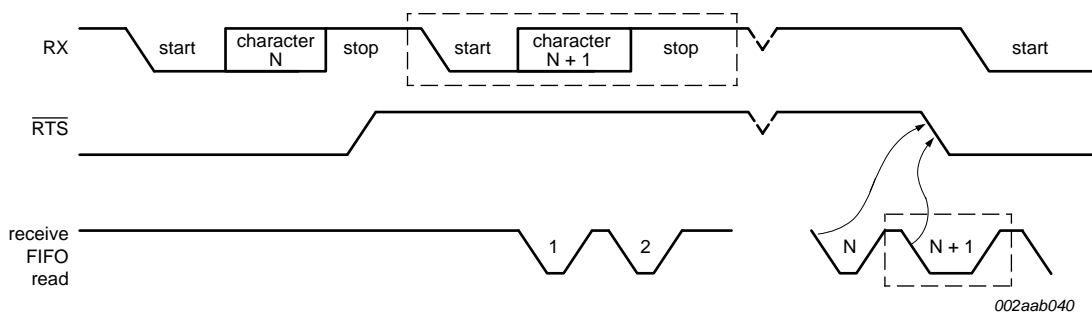 RX
start
character
N
stop
start
character
N + 1
stop
start
RTS
receive
FIFO
read
1
2
N
N + 1
002aab040